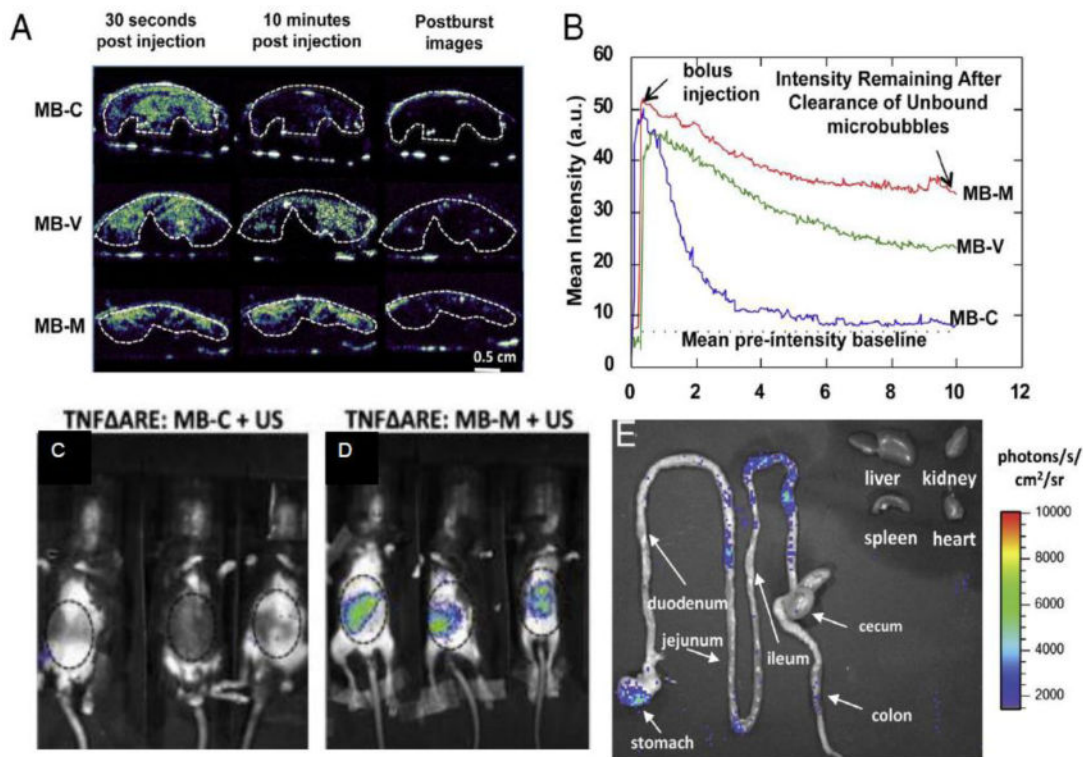 A
30 seconds
post injection
10 minutes
post injection
Postburst
images
MB-C
MB-V
MB-M
0.5 cm
B
60
50
40
30
20
10
0
Mean Intensity (a.u.)
bolus
injection
Intensity Remaining After
Clearance of Unbound
microbubbles
MB-M
MB-V
MB-C
Mean pre-intensity baseline
0 2 4 6 8 10 12
TNFΔARE: MB-C + US
C
TNFΔARE: MB-M + US
D
E
liver
kidney
spleen
heart
duodenum
jejunum
ileum
cecum
colon
stomach
photons/s/
cm²/sr
10000
8000
6000
4000
2000